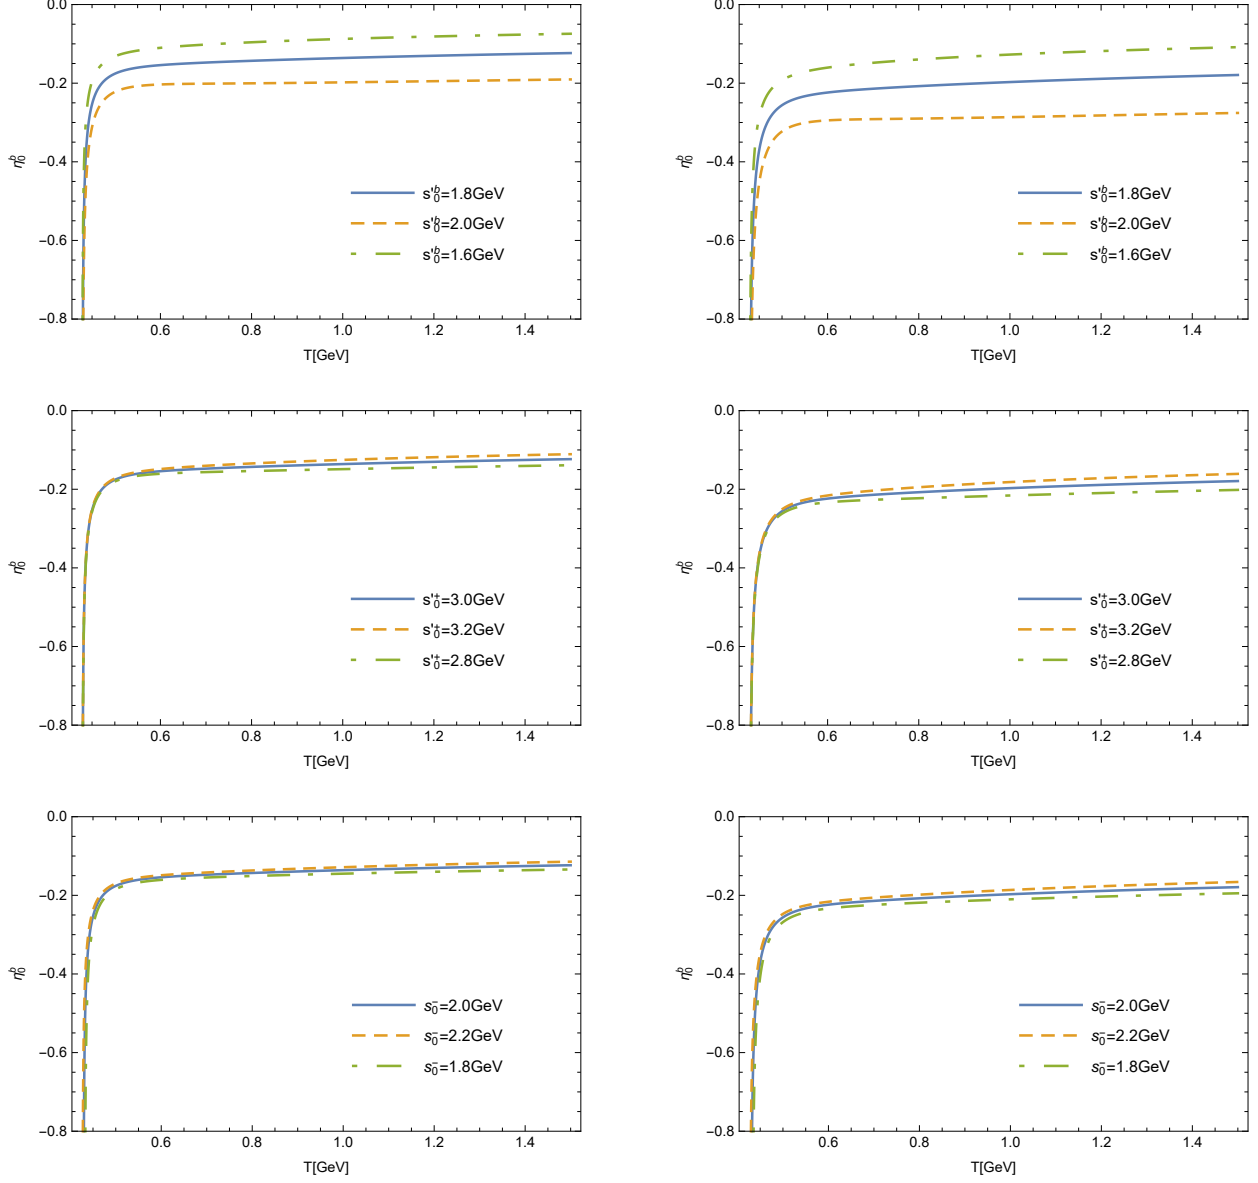 0.0
−0.2
−0.4
−0.6
−0.8
η₀ᵇ
s'₀ᵇ=1.8GeV
s'₀ᵇ=2.0GeV
s'₀ᵇ=1.6GeV
0.6 0.8 1.0 1.2 1.4
T[GeV]
0.0
−0.2
−0.4
−0.6
−0.8
η₀ᵇ
s'₀ᵇ=1.8GeV
s'₀ᵇ=2.0GeV
s'₀ᵇ=1.6GeV
0.6 0.8 1.0 1.2 1.4
T[GeV]
0.0
−0.2
−0.4
−0.6
−0.8
η₀ᵇ
s'₀⁺=3.0GeV
s'₀⁺=3.2GeV
s'₀⁺=2.8GeV
0.6 0.8 1.0 1.2 1.4
T[GeV]
0.0
−0.2
−0.4
−0.6
−0.8
η₀ᵇ
s'₀⁺=3.0GeV
s'₀⁺=3.2GeV
s'₀⁺=2.8GeV
0.6 0.8 1.0 1.2 1.4
T[GeV]
0.0
−0.2
−0.4
−0.6
−0.8
η₀ᵇ
s₀⁻=2.0GeV
s₀⁻=2.2GeV
s₀⁻=1.8GeV
0.6 0.8 1.0 1.2 1.4
T[GeV]
0.0
−0.2
−0.4
−0.6
−0.8
η₀ᵇ
s₀⁻=2.0GeV
s₀⁻=2.2GeV
s₀⁻=1.8GeV
0.6 0.8 1.0 1.2 1.4
T[GeV]